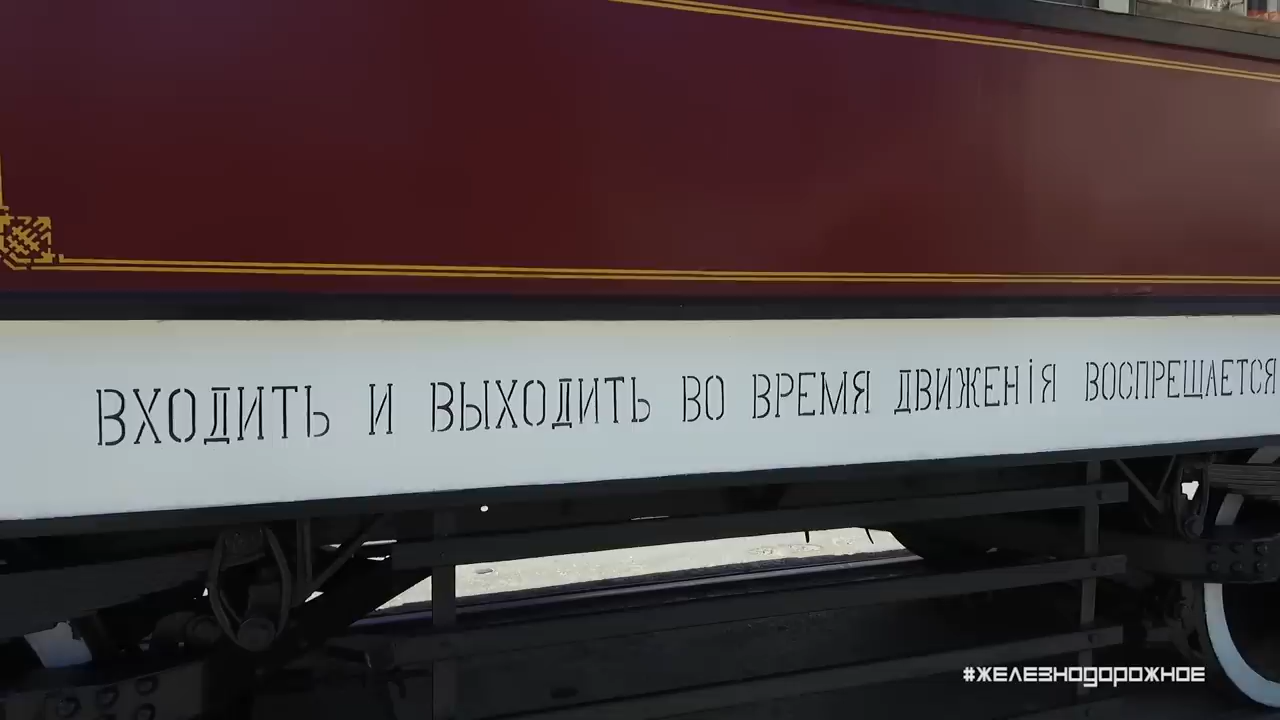 ВХОДИТЬ И ВЫХОДИТЬ ВО ВРЕМЯ ДВИЖЕНіЯ ВОСПРЕЩАЕТСЯ
#ЖЕЛЕЗНОДОРОЖНОЕ